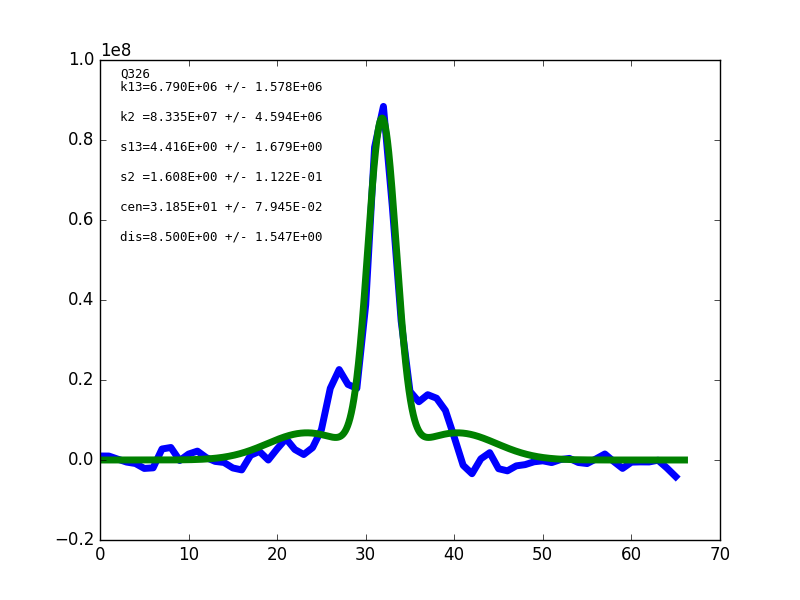 1e8
1.0
Q326
k13=6.790E+06 +/- 1.578E+06
k2 =8.335E+07 +/- 4.594E+06
0.8
s13=4.416E+00 +/- 1.679E+00
s2 =1.608E+00 +/- 1.122E-01
0.6
cen=3.185E+01 +/- 7.945E-02
dis=8.500E+00 +/- 1.547E+00
0.4
0.2
0.0
−0.2
0 10 20 30 40 50 60 70